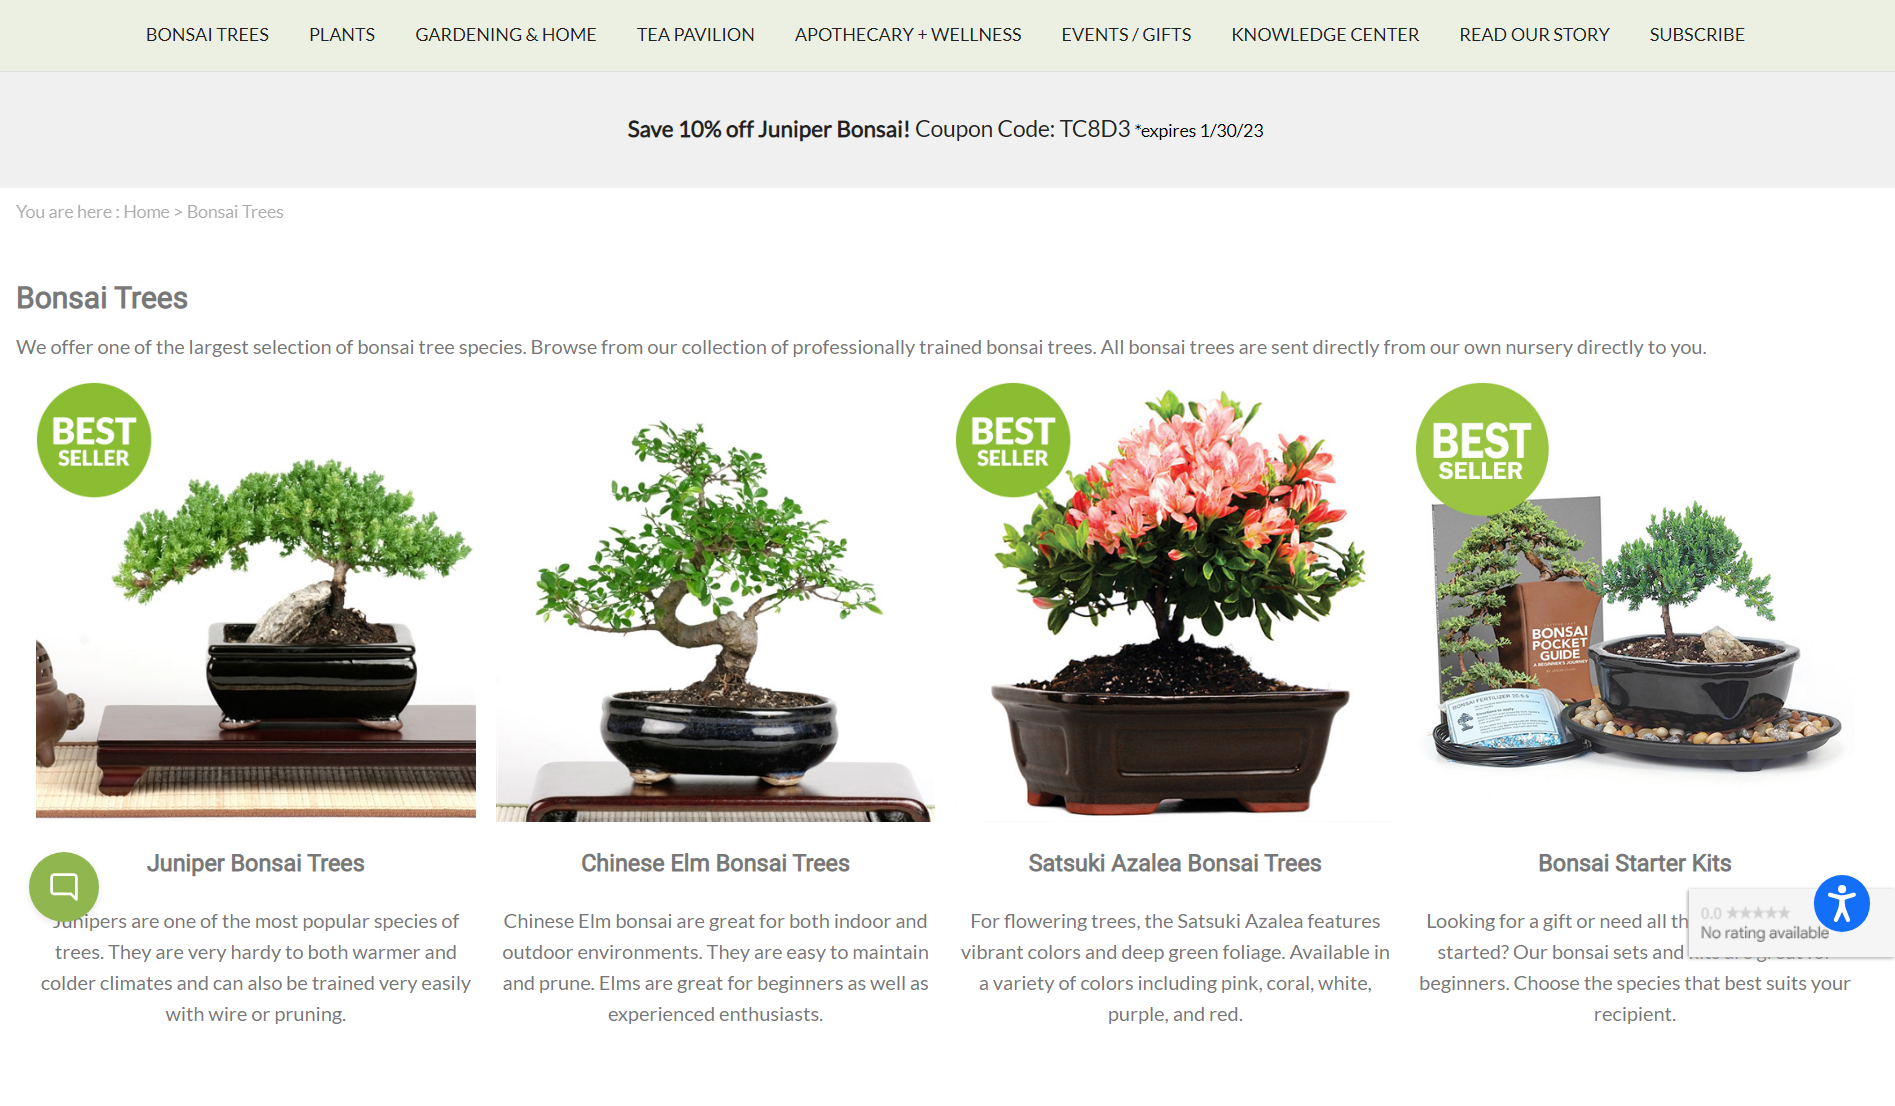 BONSAI TREES PLANTS GARDENING & HOME TEA PAVILION APOTHECARY + WELLNESS EVENTS / GIFTS KNOWLEDGE CENTER READ OUR STORY SUBSCRIBE
Save 10% off Juniper Bonsai! Coupon Code: TC8D3 *expires 1/30/23
You are here : Home > Bonsai Trees
Bonsai Trees
We offer one of the largest selection of bonsai tree species. Browse from our collection of professionally trained bonsai trees. All bonsai trees are sent directly from our own nursery directly to you.
BEST
SELLER
Juniper Bonsai Trees
Junipers are one of the most popular species of
trees. They are very hardy to both warmer and
colder climates and can also be trained very easily
with wire or pruning.
Chinese Elm Bonsai Trees
Chinese Elm bonsai are great for both indoor and
outdoor environments. They are easy to maintain
and prune. Elms are great for beginners as well as
experienced enthusiasts.
BEST
SELLER
Satsuki Azalea Bonsai Trees
For flowering trees, the Satsuki Azalea features
vibrant colors and deep green foliage. Available in
a variety of colors including pink, coral, white,
purple, and red.
BEST
SELLER
BONSAI
POCKET
GUIDE
A BEGINNER'S JOURNEY
BONSAI FERTILIZER
Bonsai Starter Kits
Looking for a gift or need all
started? Our bonsai sets and
beginners. Choose the species that best suits your
recipient.
0.0 ★★★★★
No rating available